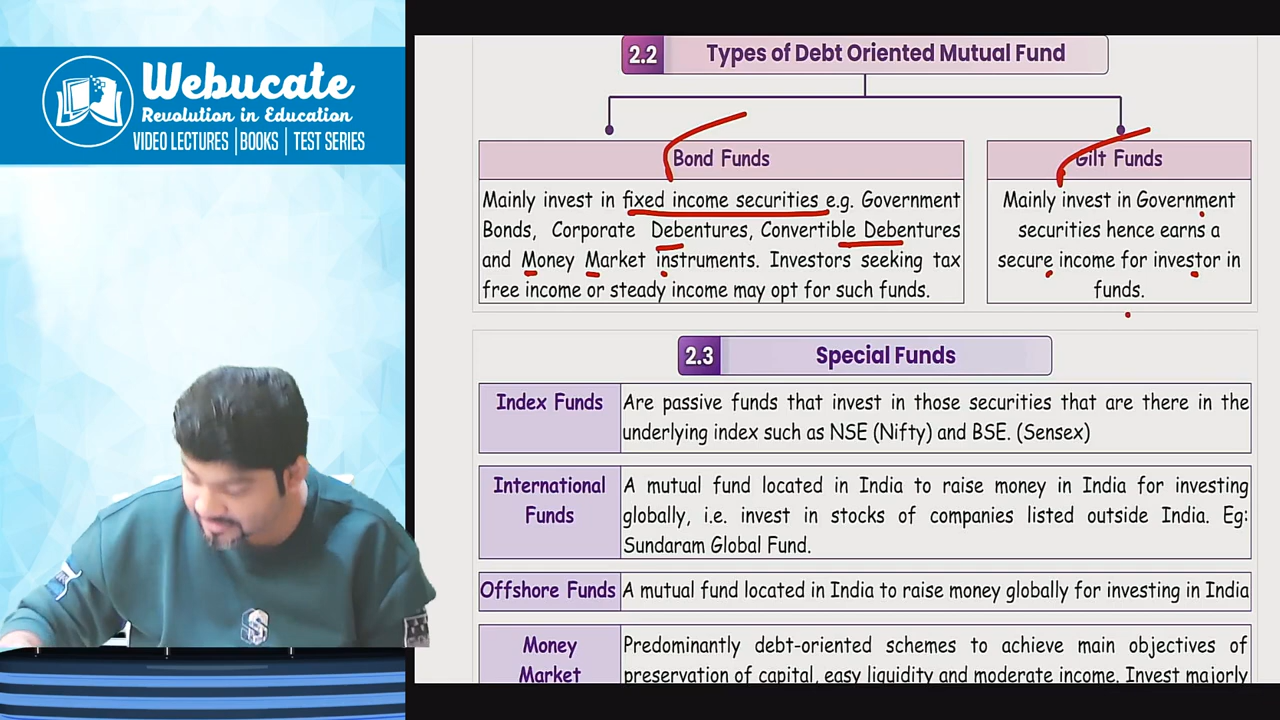 Webucate
Revolution in Education
VIDEO LECTURES | BOOKS | TEST SERIES
2.2 Types of Debt Oriented Mutual Fund
Bond Funds
Mainly invest in fixed income securities e.g. Government
Bonds, Corporate Debentures, Convertible Debentures
and Money Market instruments. Investors seeking tax
free income or steady income may opt for such funds.
Gilt Funds
Mainly invest in Government
securities hence earns a
secure income for investor in
funds.
2.3 Special Funds
Index Funds
Are passive funds that invest in those securities that are there in the
underlying index such as NSE (Nifty) and BSE. (Sensex)
International
Funds
A mutual fund located in India to raise money in India for investing
globally, i.e. invest in stocks of companies listed outside India. Eg:
Sundaram Global Fund.
Offshore Funds
A mutual fund located in India to raise money globally for investing in India
Money
Market
Predominantly debt-oriented schemes to achieve main objectives of
preservation of capital, easy liquidity and moderate income. Invest majorly